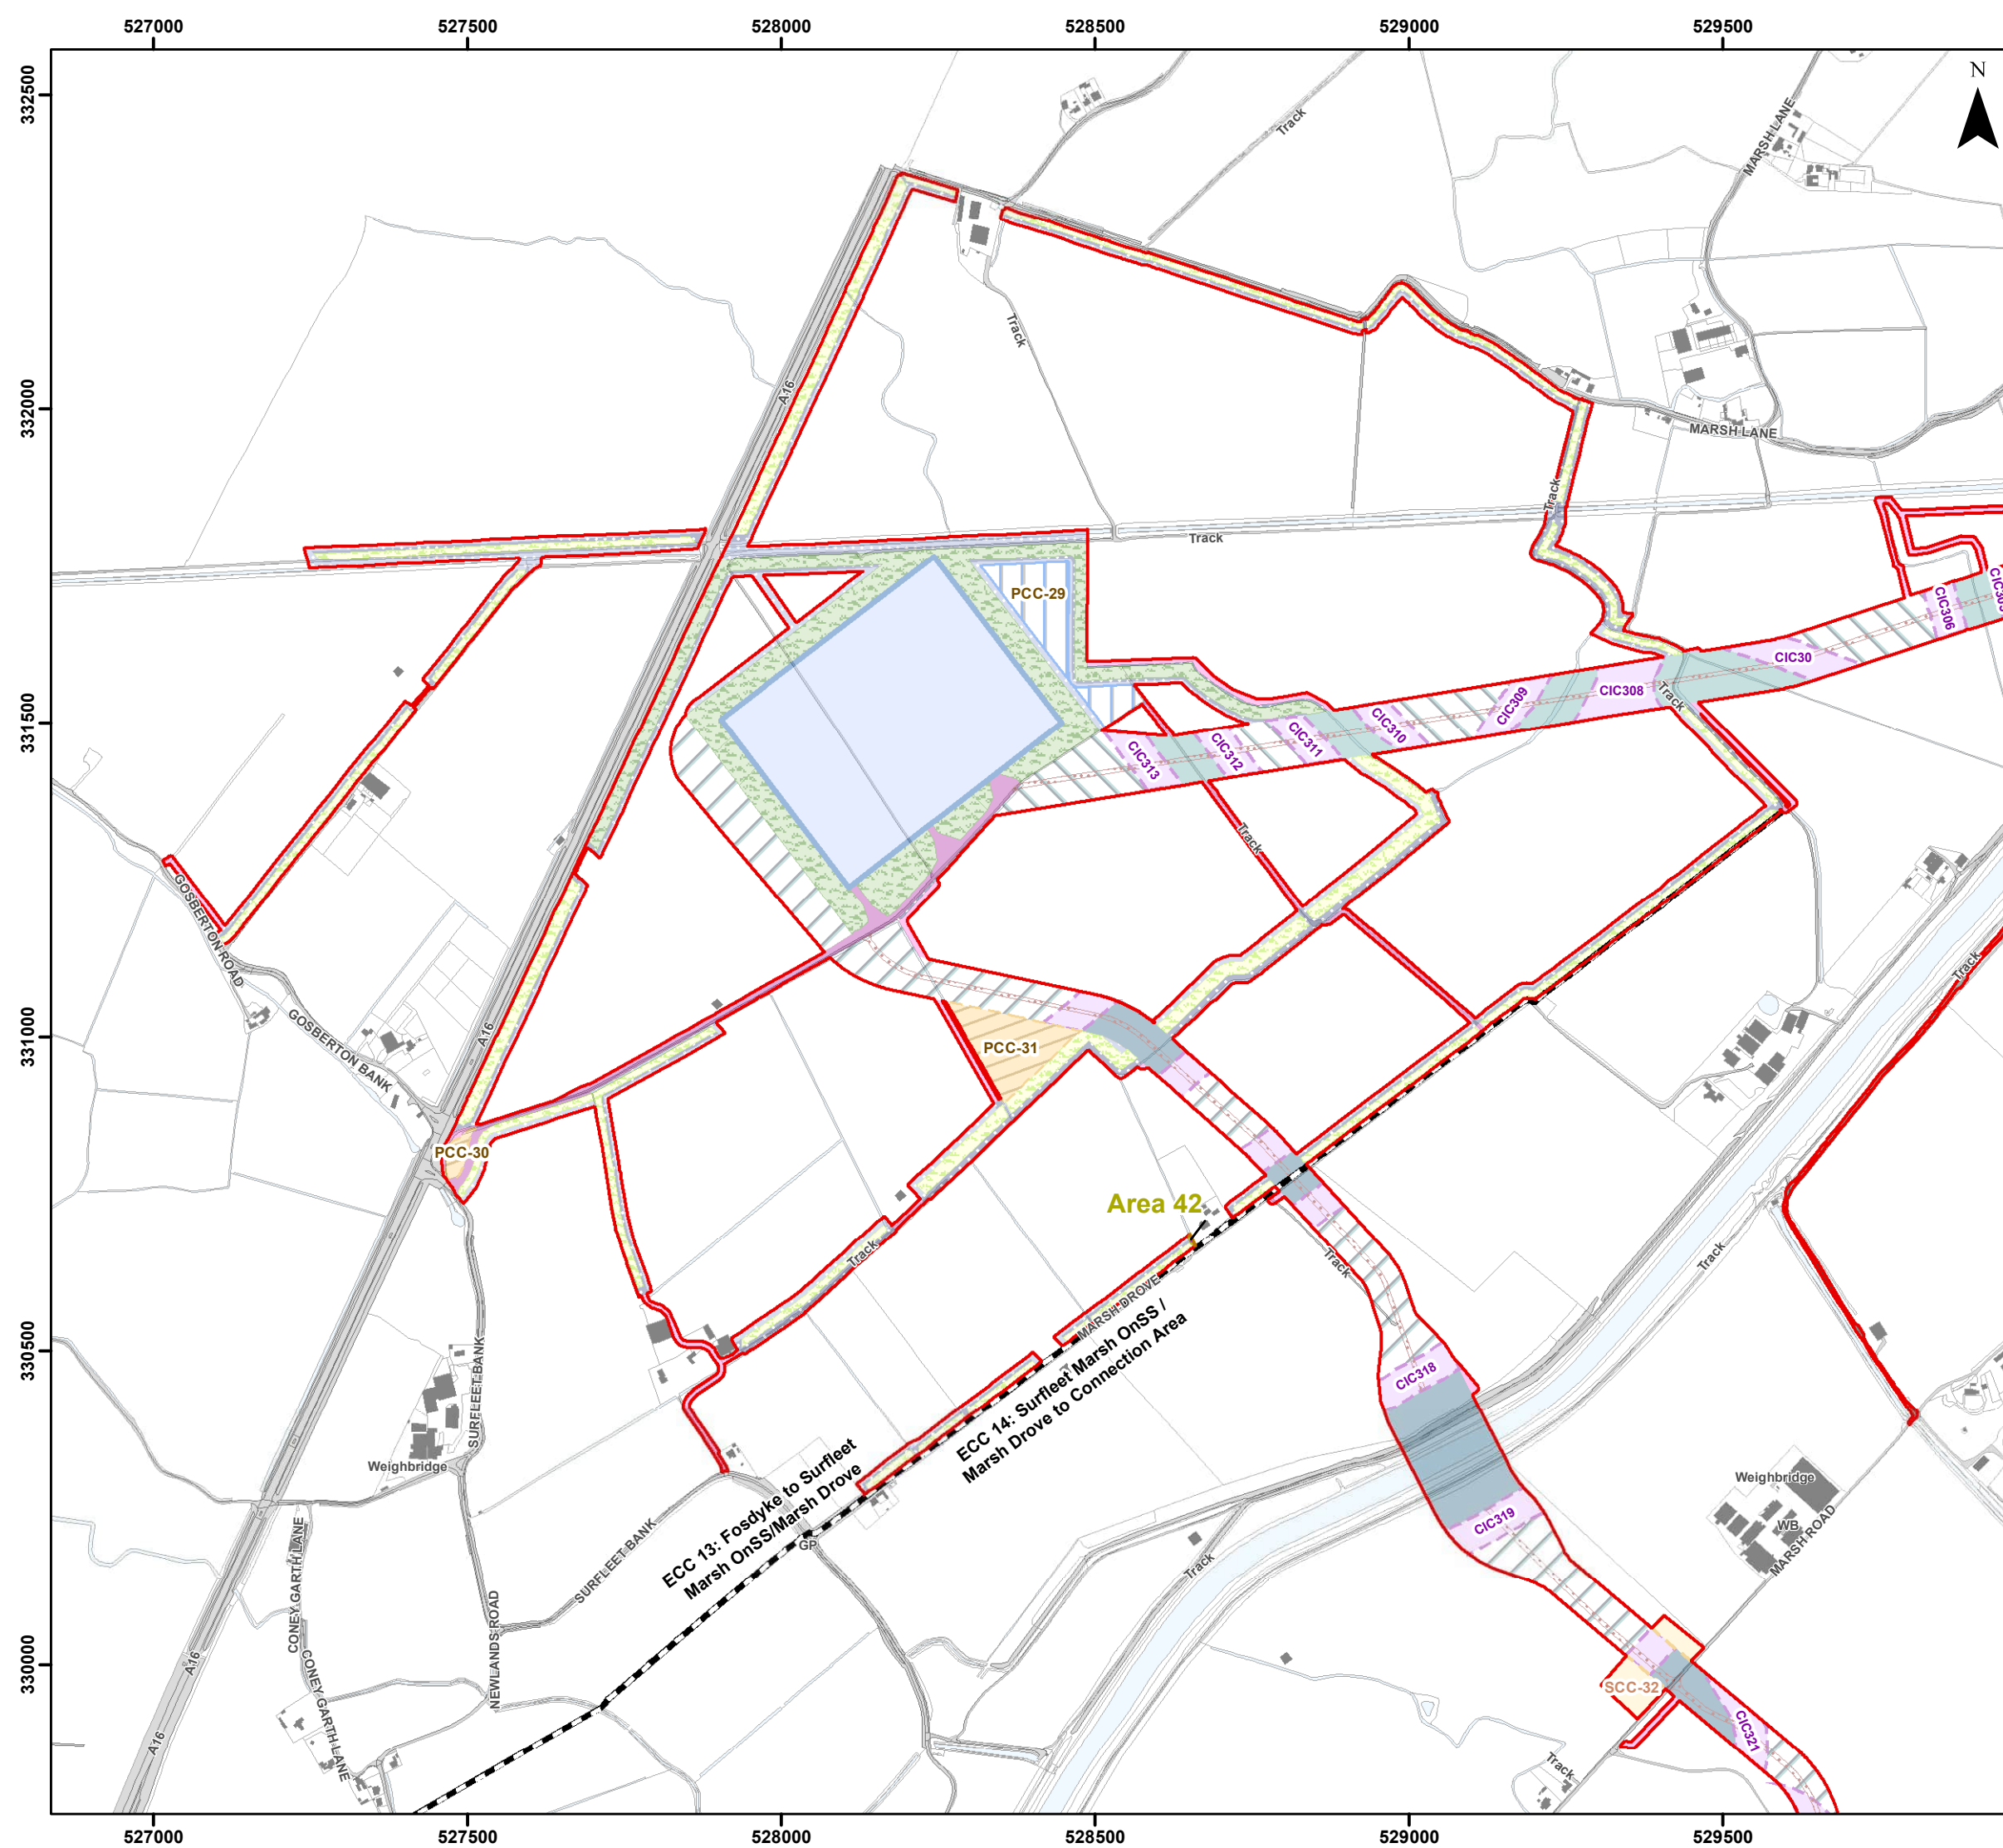 527000
527500
528000
528500
529000
529500
332500
N
Track
MARSH LANE
Track
A16
332000
MARSH LANE
Track
Track
PCC-29
CIC306
CIC30
CIC308
Track
331500
CIC309
CIC310
CIC311
CIC312
CIC313
Track
GOSBERTON ROAD
Track
A16
331000
GOSBERTON BANK
PCC-31
PCC-30
Area 42
Track
Track
Track
MARSH DROVE
SURFLEET BANK
330500
ECC 14: Surfleet Marsh OnSS /
Marsh Drove to Connection Area
CIC318
Weighbridge
ECC 13: Fosdyke to Surfleet
Marsh OnSS/Marsh Drove
Weighbridge
WB
MARSH ROAD
CIC319
GP
SURFLEET BANK
Track
CONEY GARTH LANE
NEWLANDS ROAD
330000
A16
CONEY GARTH LANE
SCC-32
CIC321
A16
Track
527000
527500
528000
528500
529000
529500